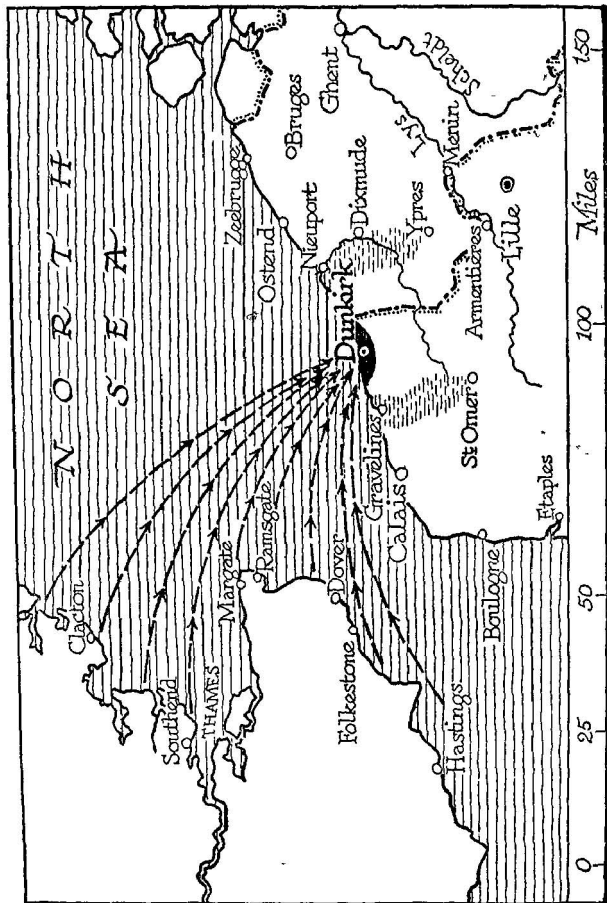 NORTH
SEA
Clacton
Southend
THAMES
Margate
Ramsgate
Dover
Folkestone
Hastings
Zeebrugge
Bruges
Ostend
Ghent
Scheldt
Nieuport
Dixmude
Lys
Dunkirk
Ypres
Menin
Gravelines
Armentières
Calais
St Omer
Lille
Boulogne
Etaples
0 25 50 100 150
Miles